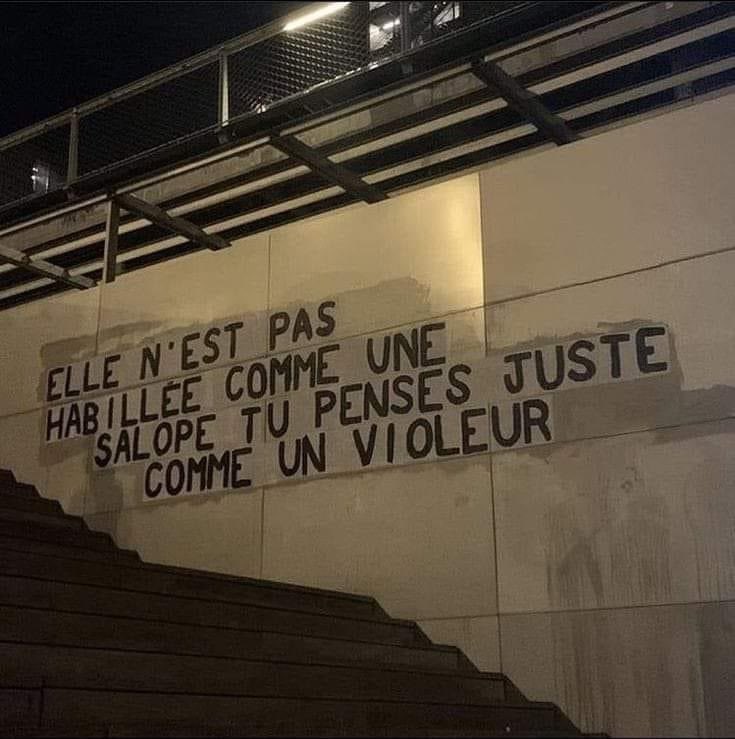 ELLE N'EST PAS
HABILLÉE COMME UNE
SALOPE TU PENSES JUSTE
COMME UN VIOLEUR